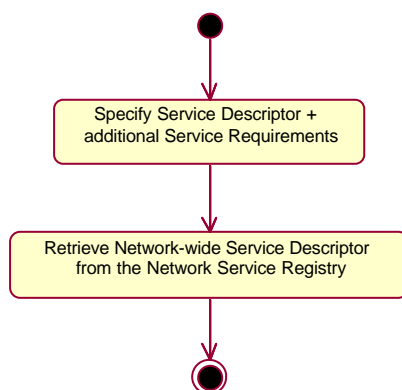 Specify Service Descriptor +
additional Service Requirements
Retrieve Network-wide Service Descriptor
from the Network Service Registry